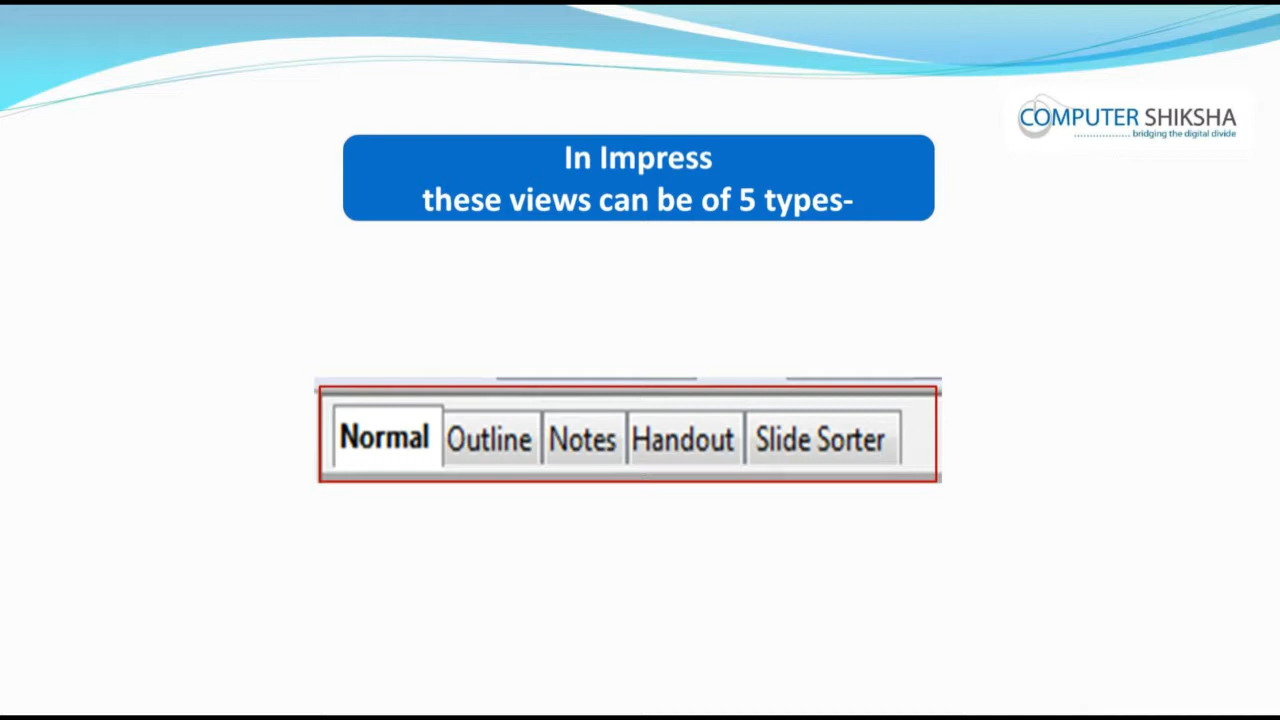 COMPUTER SHIKSHA
bridging the digital divide
In Impress
these views can be of 5 types-
Normal Outline Notes Handout Slide Sorter